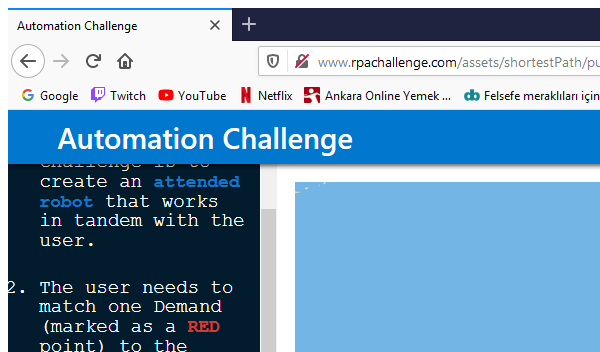 Automation Challenge
www.rpachallenge.com/assets/shortestPath/pu
Google Twitch YouTube Netflix Ankara Online Yemek ... Felsefe meraklıları için
Automation Challenge
challenge is to
create an attended
robot that works
in tandem with the
user.
2. The user needs to
match one Demand
(marked as a RED
point) to the